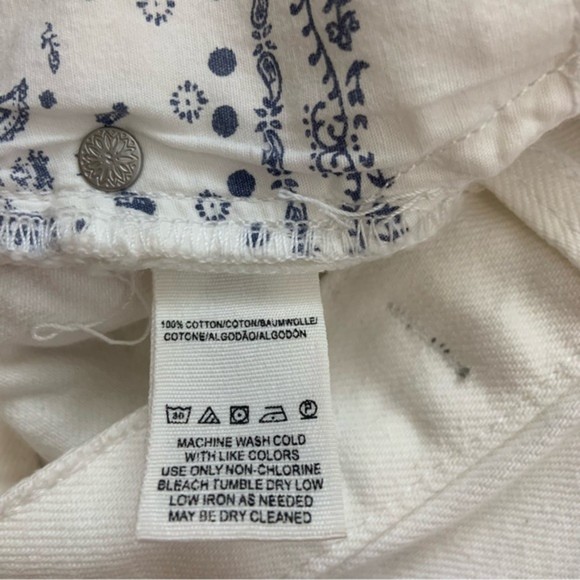 100% COTTON/COTON/BAUMWOLLE/
COTONE/ALGODÃO/ALGODÓN
30 P
MACHINE WASH COLD
WITH LIKE COLORS
USE ONLY NON-CHLORINE
BLEACH TUMBLE DRY LOW
LOW IRON AS NEEDED
MAY BE DRY CLEANED